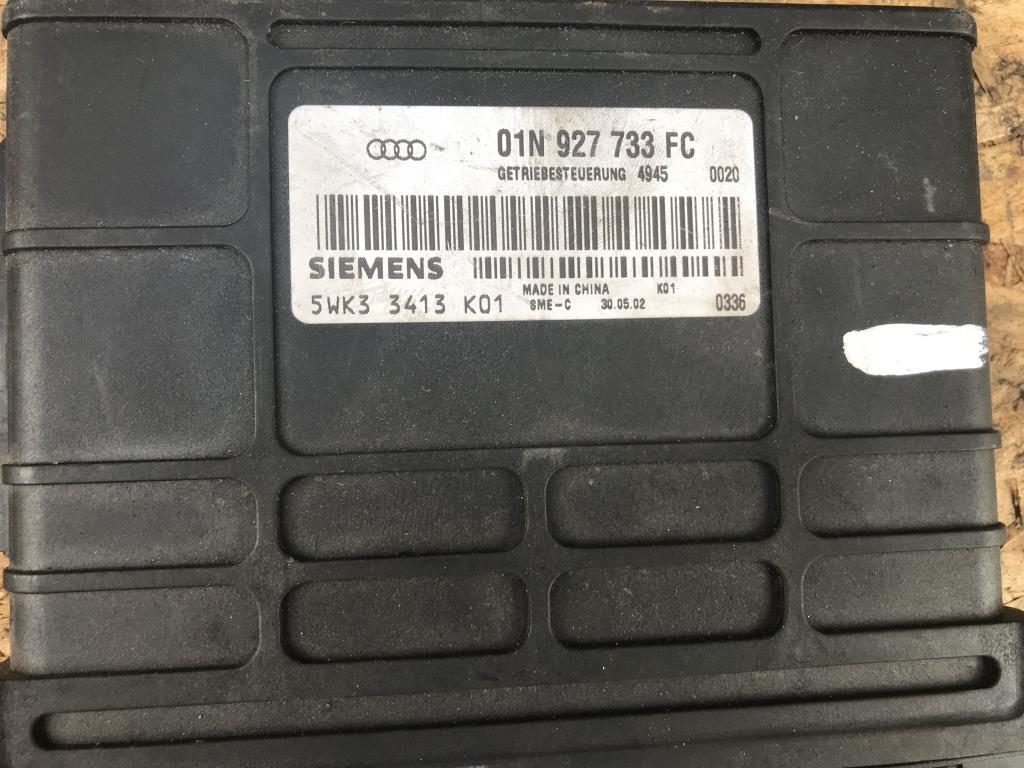 01N 927 733 FC
GETRIEBESTEUERUNG 4945 0020
SIEMENS
MADE IN CHINA K01
5WK3 3413 K01 SME-C 30.05.02 0336